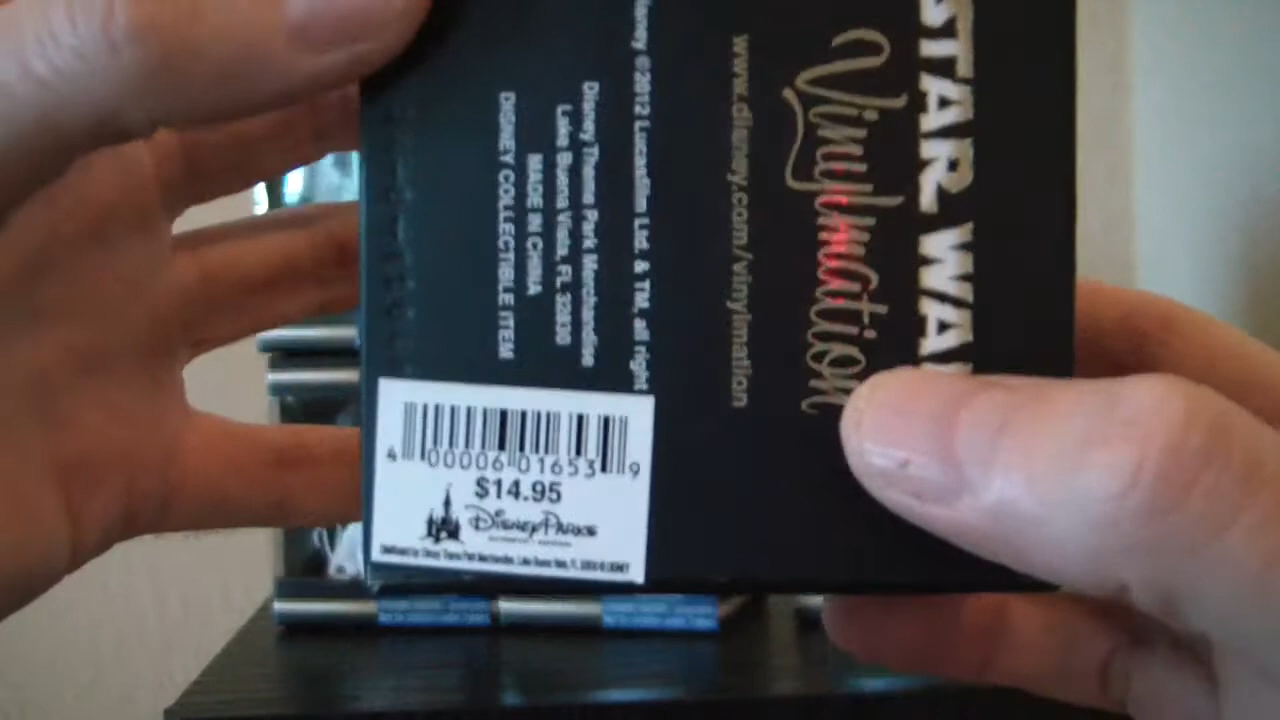 STAR WA
Vinylmation
www.disney.com/vinylmation
Disney ©2012 Lucasfilm Ltd. & TM, all right
Disney Theme Park Merchandise
Lake Buena Vista, FL 32830
MADE IN CHINA
DISNEY COLLECTIBLE ITEM
4 00006 01653 9
$14.95
Disney Parks